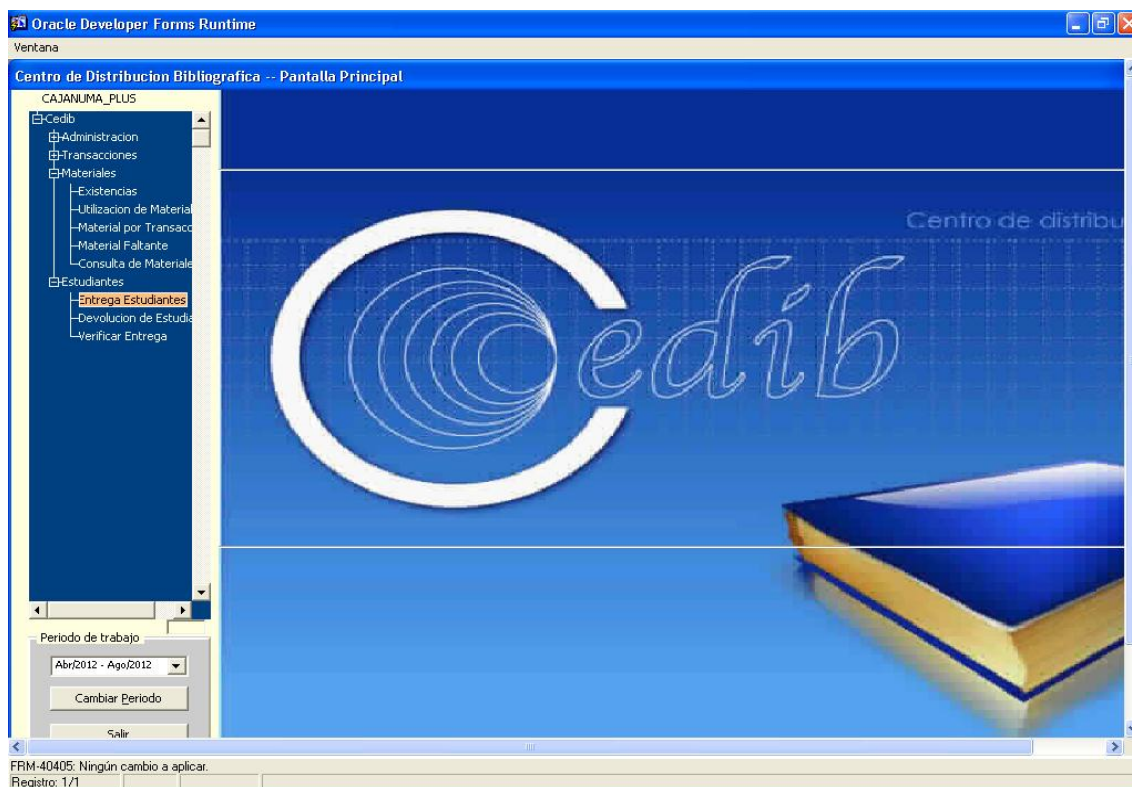 Oracle Developer Forms Runtime
Ventana
Centro de Distribucion Bibliografica -- Pantalla Principal
CAJANUMA_PLUS
Cedib
Administracion
Transacciones
Materiales
Existencias
Utilizacion de Material
Material por Transacc
Material Faltante
Consulta de Materiale
Estudiantes
Entrega Estudiantes
Devolucion de Estudia
Verificar Entrega
Centro de distribu
Cedib
Periodo de trabajo
Abr/2012 - Ago/2012
Cambiar Periodo
Salir
FRM-40405: Ningún cambio a aplicar.
Registro: 1/1